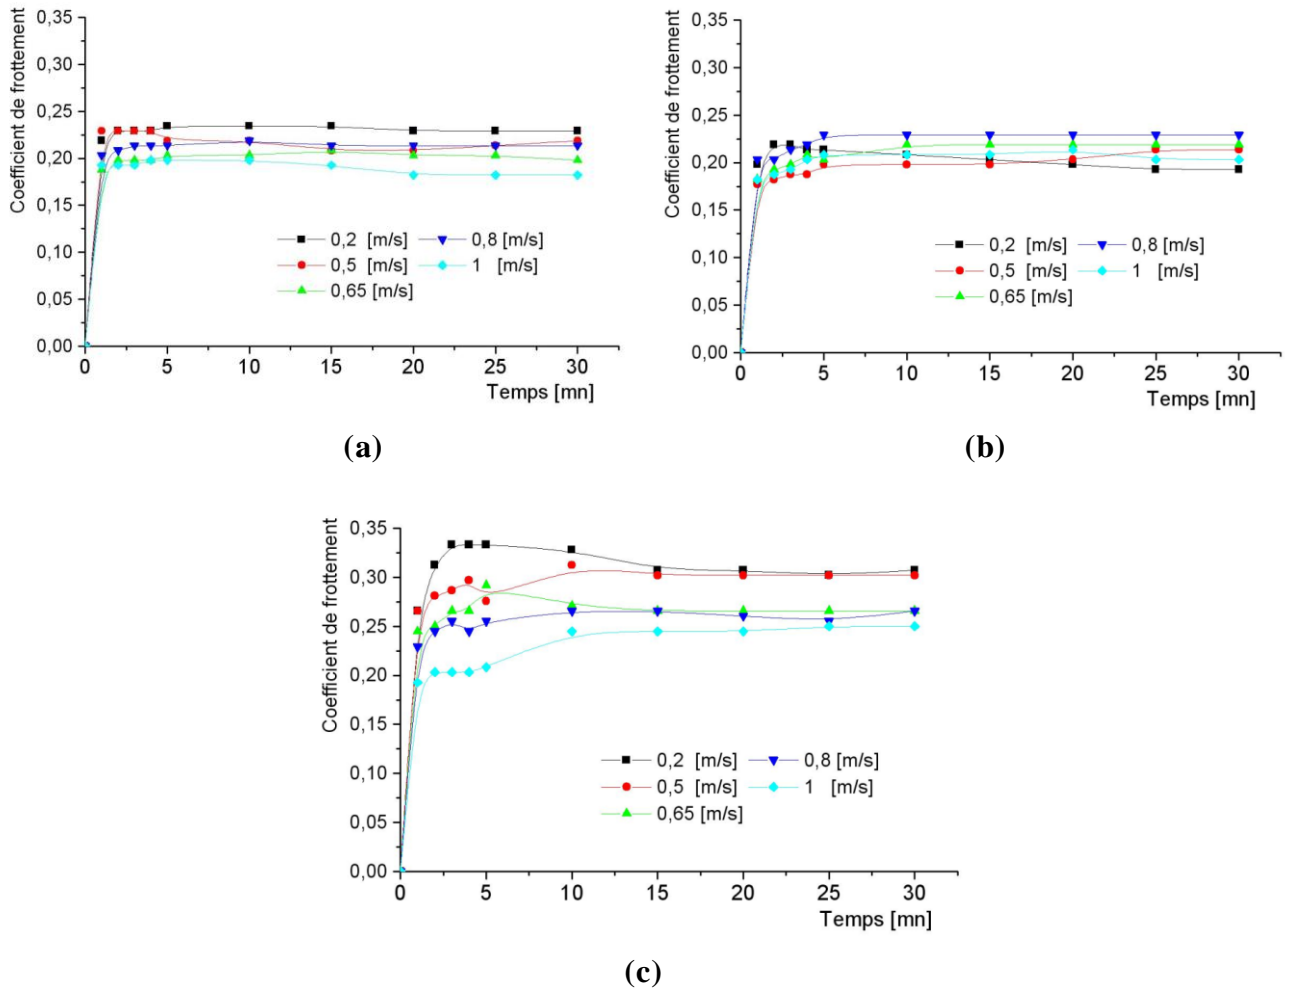 Coefficient de frottement
0,35
0,30
0,25
0,20
0,15
0,10
0,05
0,00
0 5 10 15 20 25 30
Temps [mn]
0,2 [m/s] 0,8 [m/s]
0,5 [m/s] 1 [m/s]
0,65 [m/s]
(a)
Coefficient de frottement
0,35
0,30
0,25
0,20
0,15
0,10
0,05
0,00
0 5 10 15 20 25 30
Temps [mn]
0,2 [m/s] 0,8 [m/s]
0,5 [m/s] 1 [m/s]
0,65 [m/s]
(b)
Coefficient de frottement
0,35
0,30
0,25
0,20
0,15
0,10
0,05
0,00
0 5 10 15 20 25 30
Temps [mn]
0,2 [m/s] 0,8 [m/s]
0,5 [m/s] 1 [m/s]
0,65 [m/s]
(c)